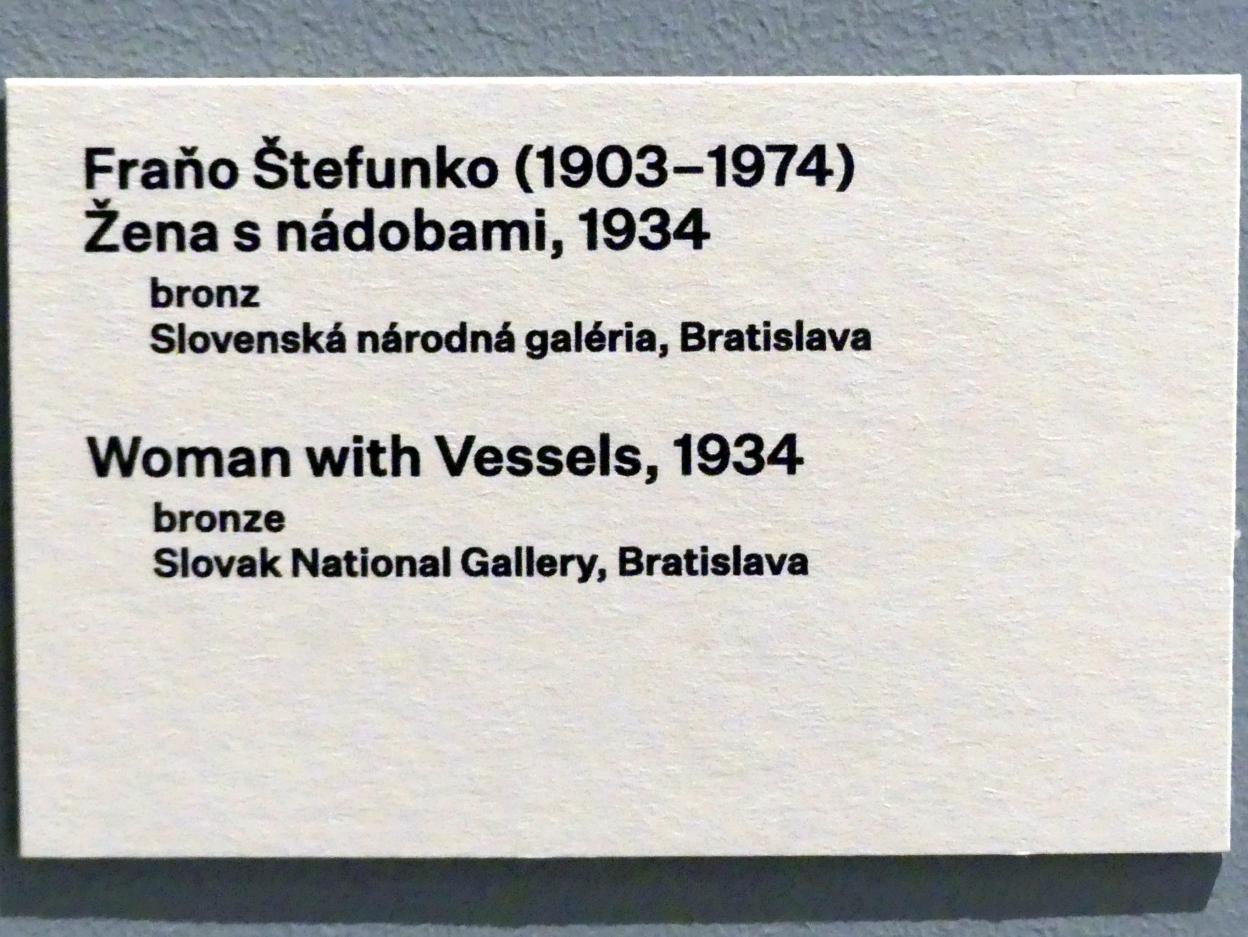 Fraňo Štefunko (1903–1974)
Žena s nádobami, 1934
bronz
Slovenská národná galéria, Bratislava
Woman with Vessels, 1934
bronze
Slovak National Gallery, Bratislava